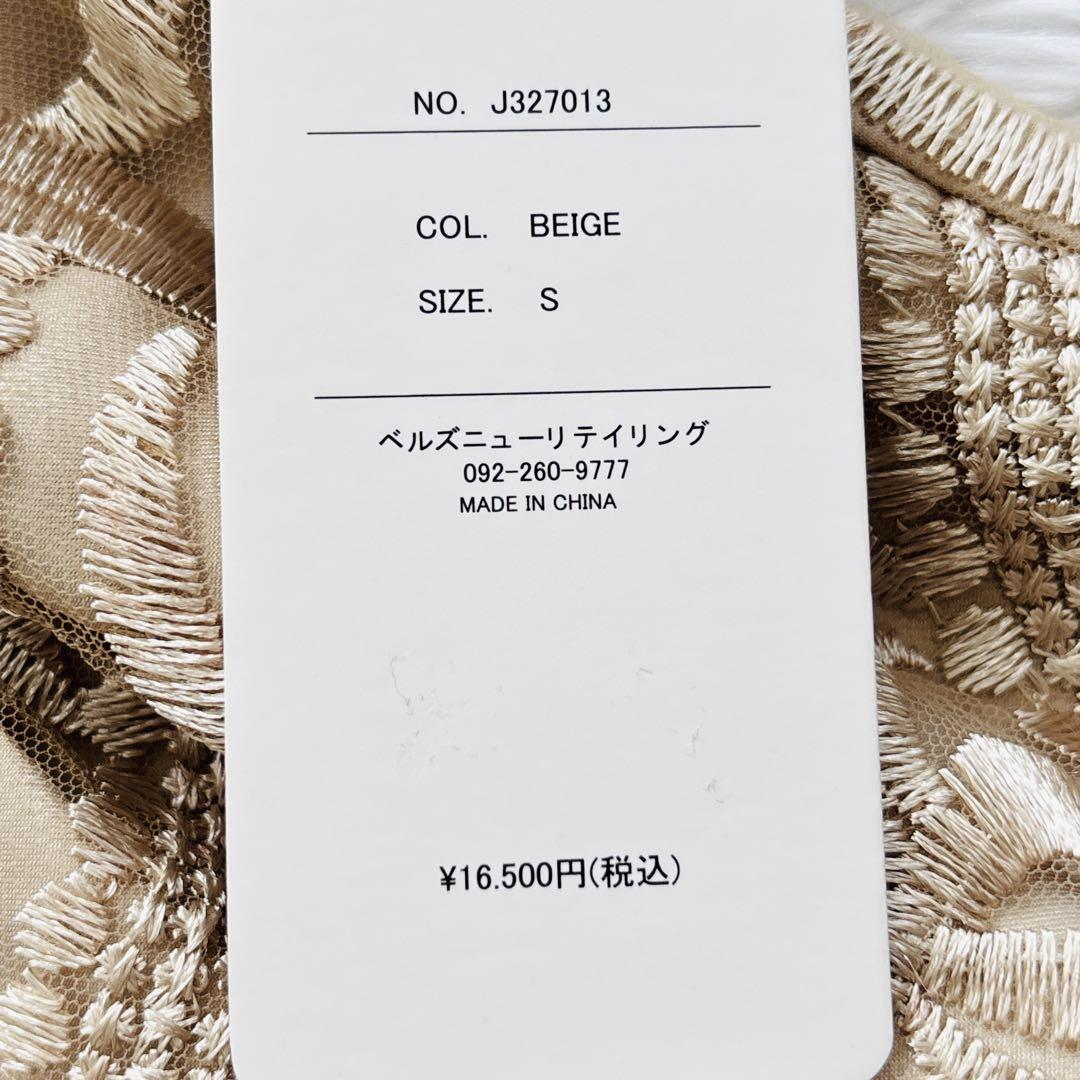 NO. J327013
COL. BEIGE
SIZE. S
ベルズニューリテイリング
092-260-9777
MADE IN CHINA
¥16.500円(税込)